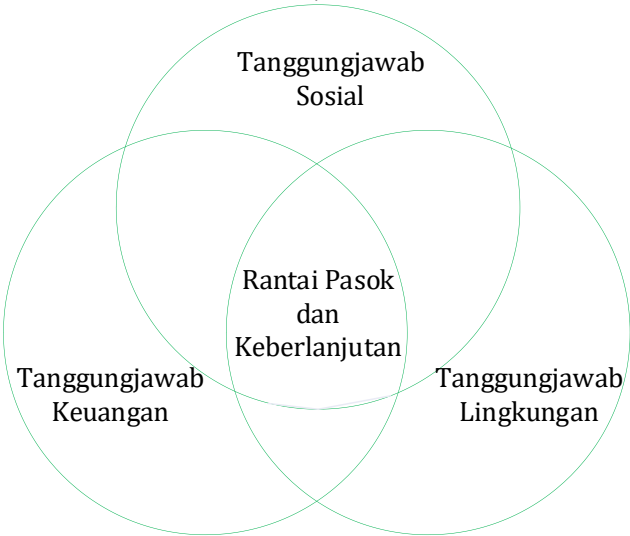 Tanggungjawab
Sosial
Rantai Pasok
dan
Keberlanjutan
Tanggungjawab
Keuangan
Tanggungjawab
Lingkungan